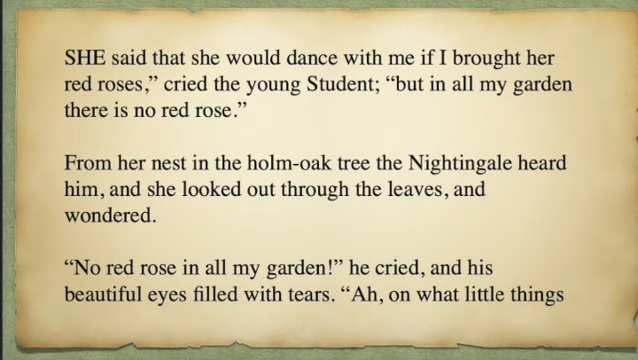 SHE said that she would dance with me if I brought her
red roses,” cried the young Student; “but in all my garden
there is no red rose.”
From her nest in the holm-oak tree the Nightingale heard
him, and she looked out through the leaves, and
wondered.
“No red rose in all my garden!” he cried, and his
beautiful eyes filled with tears. “Ah, on what little things